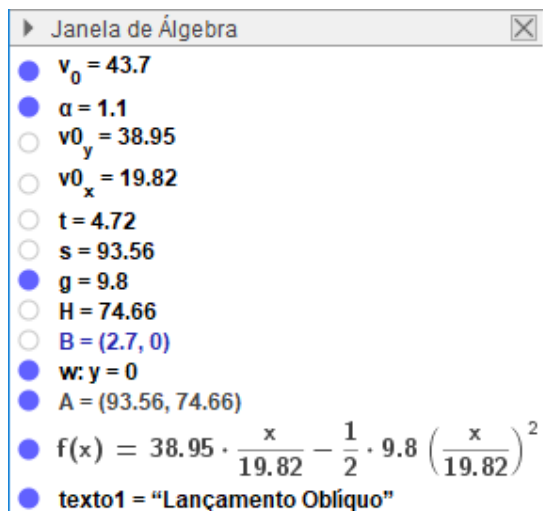 Janela de Álgebra
v₀ = 43.7
α = 1.1
v0_y = 38.95
v0_x = 19.82
t = 4.72
s = 93.56
g = 9.8
H = 74.66
B = (2.7, 0)
w: y = 0
A = (93.56, 74.66)
f(x) = 38.95 · x/19.82 − 1/2 · 9.8 (x/19.82)²
texto1 = “Lançamento Oblíquo”